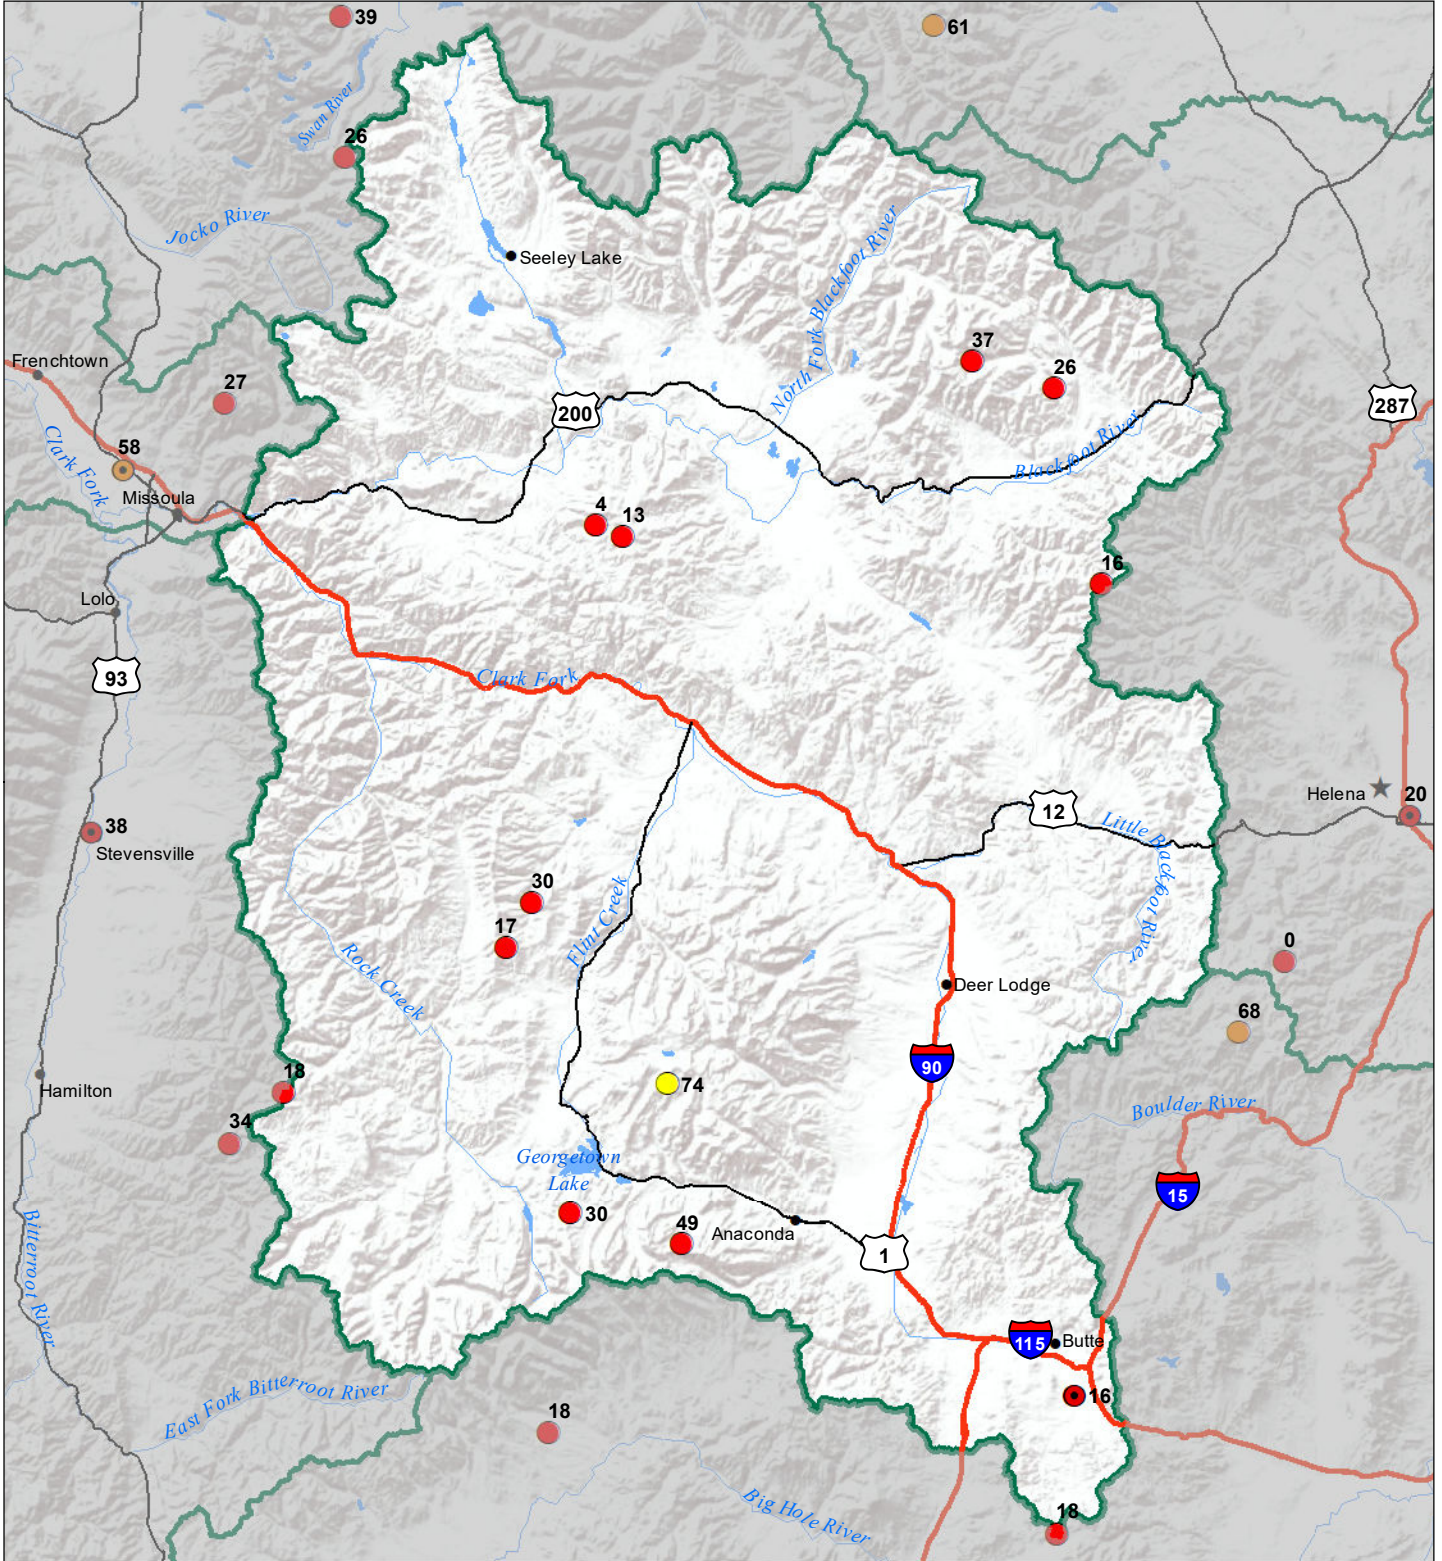 39
61
26
Swan River
Jocko River
Seeley Lake
North Fork Blackfoot River
37
26
Frenchtown
27
200
287
58
Clark Fork
Missoula
Blackfoot River
4
13
16
Lolo
93
Clark Fork
Helena
20
12
Little Blackfoot River
38
Stevensville
30
17
Flint Creek
Rock Creek
0
Deer Lodge
68
90
18
74
Hamilton
Boulder River
34
Georgetown
Lake
15
30
49
Anaconda
1
Bitterroot River
115
Butte
16
East Fork Bitterroot River
18
Big Hole River
18